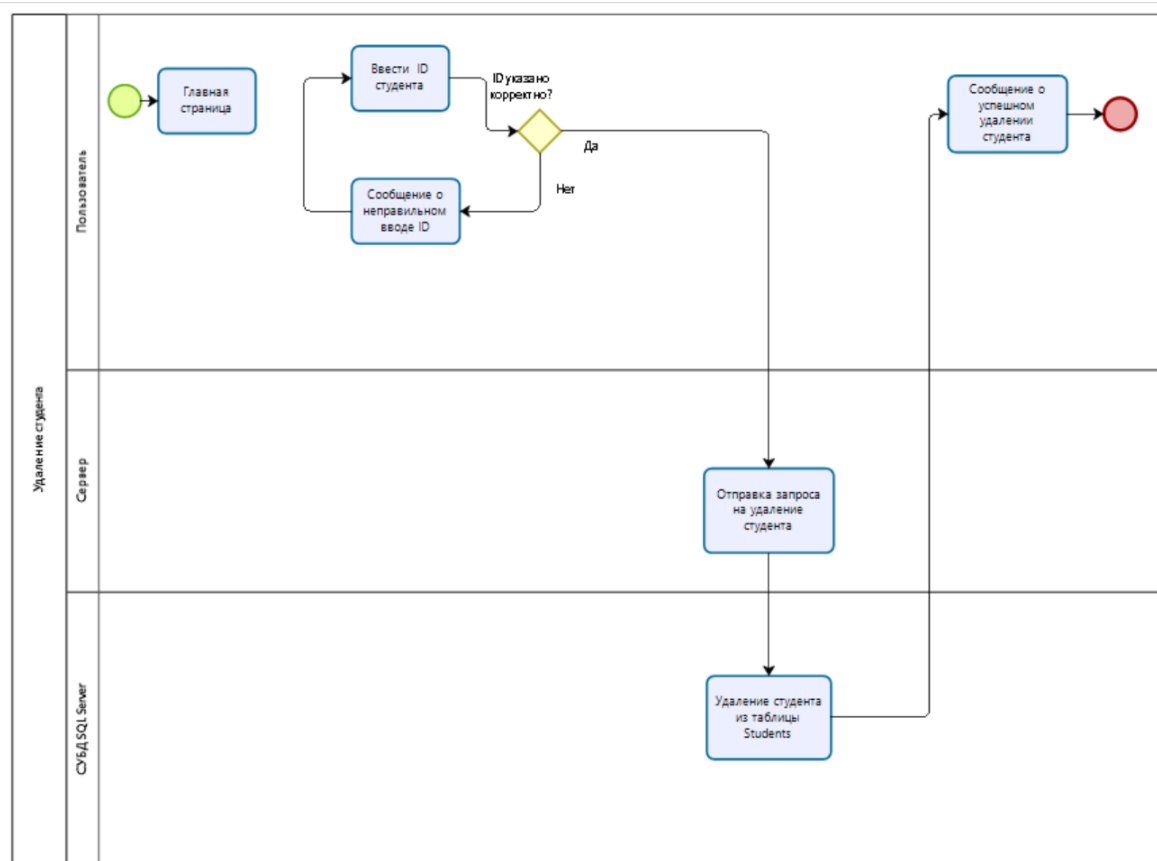 Удаление студента
Пользователь
Главная
страница
Ввести ID
студента
ID указано
корректно?
Да
Нет
Сообщение о
неправильном
вводе ID
Сообщение о
успешном
удалении
студента
Сервер
Отправка запроса
на удаление
студента
СУБД SQL Server
Удаление студента
из таблицы
Students